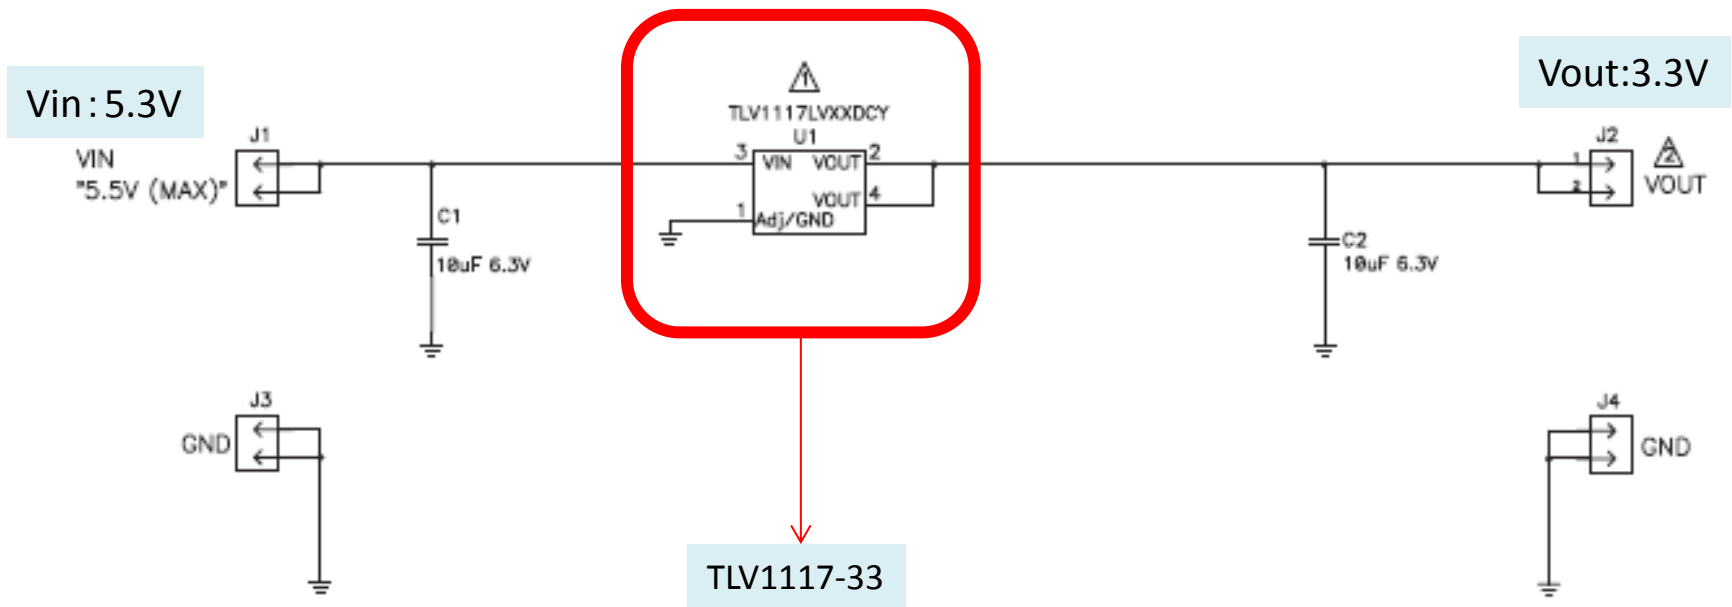 Vin : 5.3V
VIN
"5.5V (MAX)"
J1
C1
10uF 6.3V
1
TLV1117LVXXDCY
U1
3 VIN VOUT 2
VOUT 4
1 Adj/GND
Vout:3.3V
J2
1
2
2
VOUT
C2
10uF 6.3V
J3
GND
J4
GND
TLV1117-33